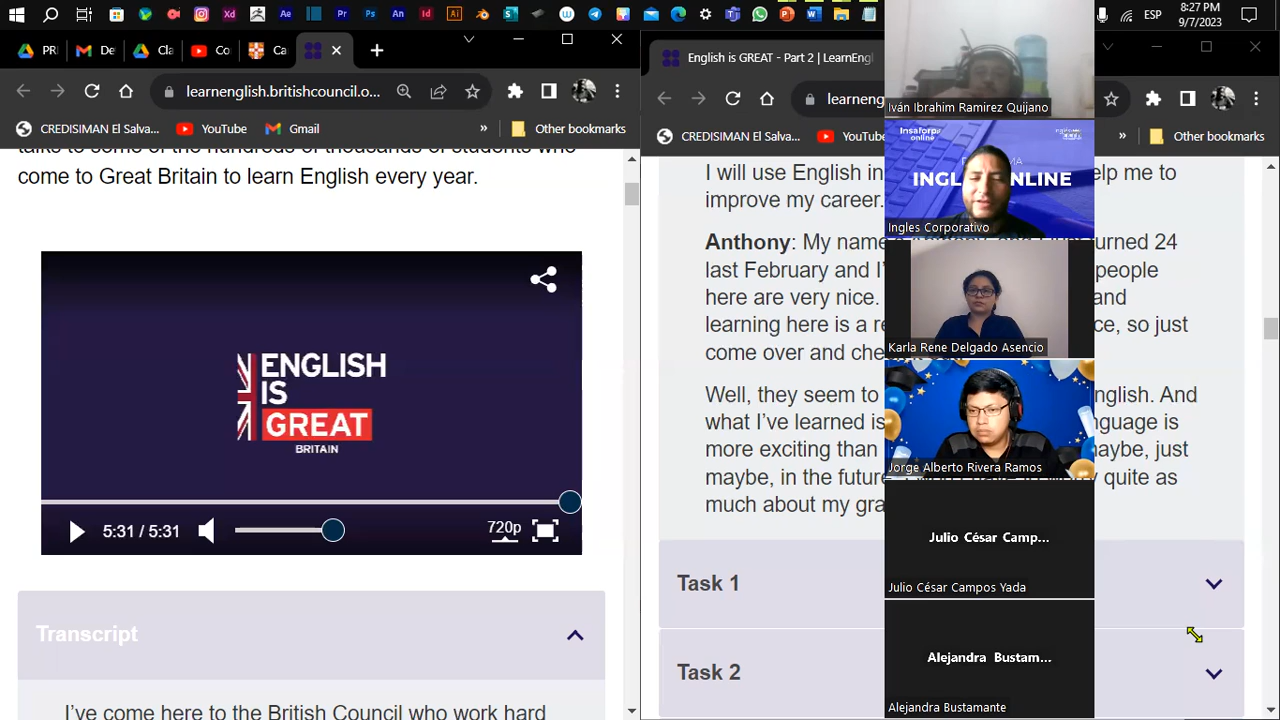 8:27 PM
ESP
9/7/2023
PRI
De
Cla
Co
Ca
learnenglish.britishcouncil.o...
CREDISIMAN El Salva...
YouTube
Gmail
»
Other bookmarks
come to Great Britain to learn English every year.
ENGLISH
IS
GREAT
BRITAIN
5:31 / 5:31
720p
Transcript
I've come here to the British Council who work hard
English is GREAT - Part 2 | LearnEngl
learneng
CREDISIMAN El Salva...
YouTube
»
Other bookmarks
I will use English in
elp me to
improve my career.
Anthony: My name
urned 24
last February and I'
people
here are very nice.
and
learning here is a re
ce, so just
come over and che
Well, they seem to
nglish. And
what I've learned is
nguage is
more exciting than
maybe, just
maybe, in the future
quite as
much about my gra
Task 1
Task 2
Iván Ibrahim Ramirez Quijano
Insaforp
online
INGL
ONLINE
Ingles Corporativo
Karla Rene Delgado Asencio
Jorge Alberto Rivera Ramos
Julio César Camp...
Julio César Campos Yada
Alejandra Bustam...
Alejandra Bustamante